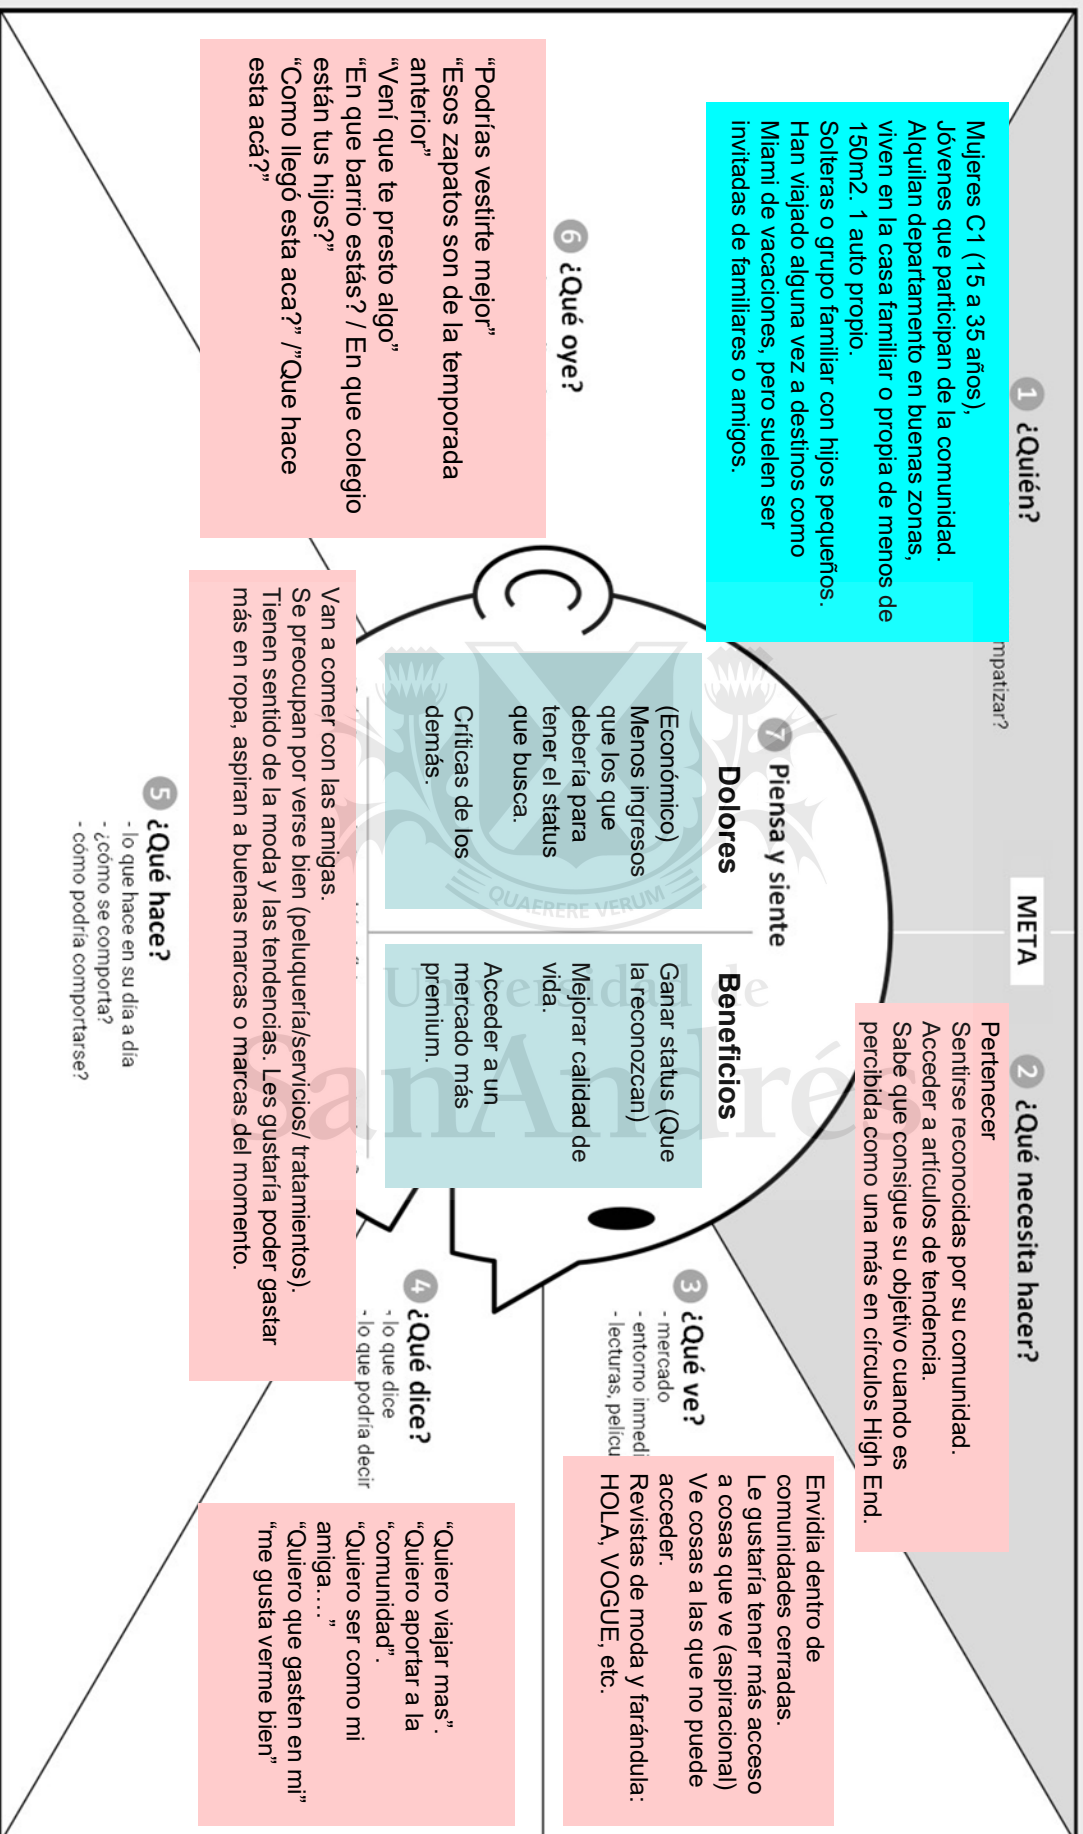 META
1 ¿Quién?
mpatizar?
Mujeres C1 (15 a 35 años),
Jóvenes que participan de la comunidad.
Alquilan departamento en buenas zonas,
viven en la casa familiar o propia de menos de
150m2. 1 auto propio.
Solteras o grupo familiar con hijos pequeños.
Han viajado alguna vez a destinos como
Miami de vacaciones, pero suelen ser
invitadas de familiares o amigos.
2 ¿Qué necesita hacer?
Pertenecer
Sentirse reconocidas por su comunidad.
Acceder a artículos de tendencia.
Sabe que consigue su objetivo cuando es
percibida como una más en círculos High End.
3 ¿Qué ve?
- mercado
- entorno inmedi
- lecturas, pelícu
Envidia dentro de
comunidades cerradas.
Le gustaría tener más acceso
a cosas que ve (aspiracional)
Ve cosas a las que no puede
acceder.
Revistas de moda y farándula:
HOLA, VOGUE, etc.
4 ¿Qué dice?
- lo que dice
- lo que podría decir
“Quiero viajar mas”.
“Quiero aportar a la
“comunidad”.
“Quiero ser como mi
amiga….”
“Quiero que gasten en mi”
“me gusta verme bien”
5 ¿Qué hace?
- lo que hace en su día a día
- ¿cómo se comporta?
- cómo podría comportarse?
Van a comer con las amigas.
Se preocupan por verse bien (peluquería/servicios/ tratamientos).
Tienen sentido de la moda y las tendencias. Les gustaría poder gastar
más en ropa, aspiran a buenas marcas o marcas del momento.
6 ¿Qué oye?
“Podrías vestirte mejor”
“Esos zapatos son de la temporada
anterior”
“Vení que te presto algo”
“En que barrio estás? / En que colegio
están tus hijos?”
“Como llegó esta aca?” /”Que hace
esta acá?”
7 Piensa y siente
Dolores
(Económico)
Menos ingresos
que los que
debería para
tener el status
que busca.
Críticas de los
demás.
Beneficios
Ganar status (Que
la reconozcan)
Mejorar calidad de
vida.
Acceder a un
mercado más
premium.
QUAERERE VERUM
Universidad de
SanAndrés